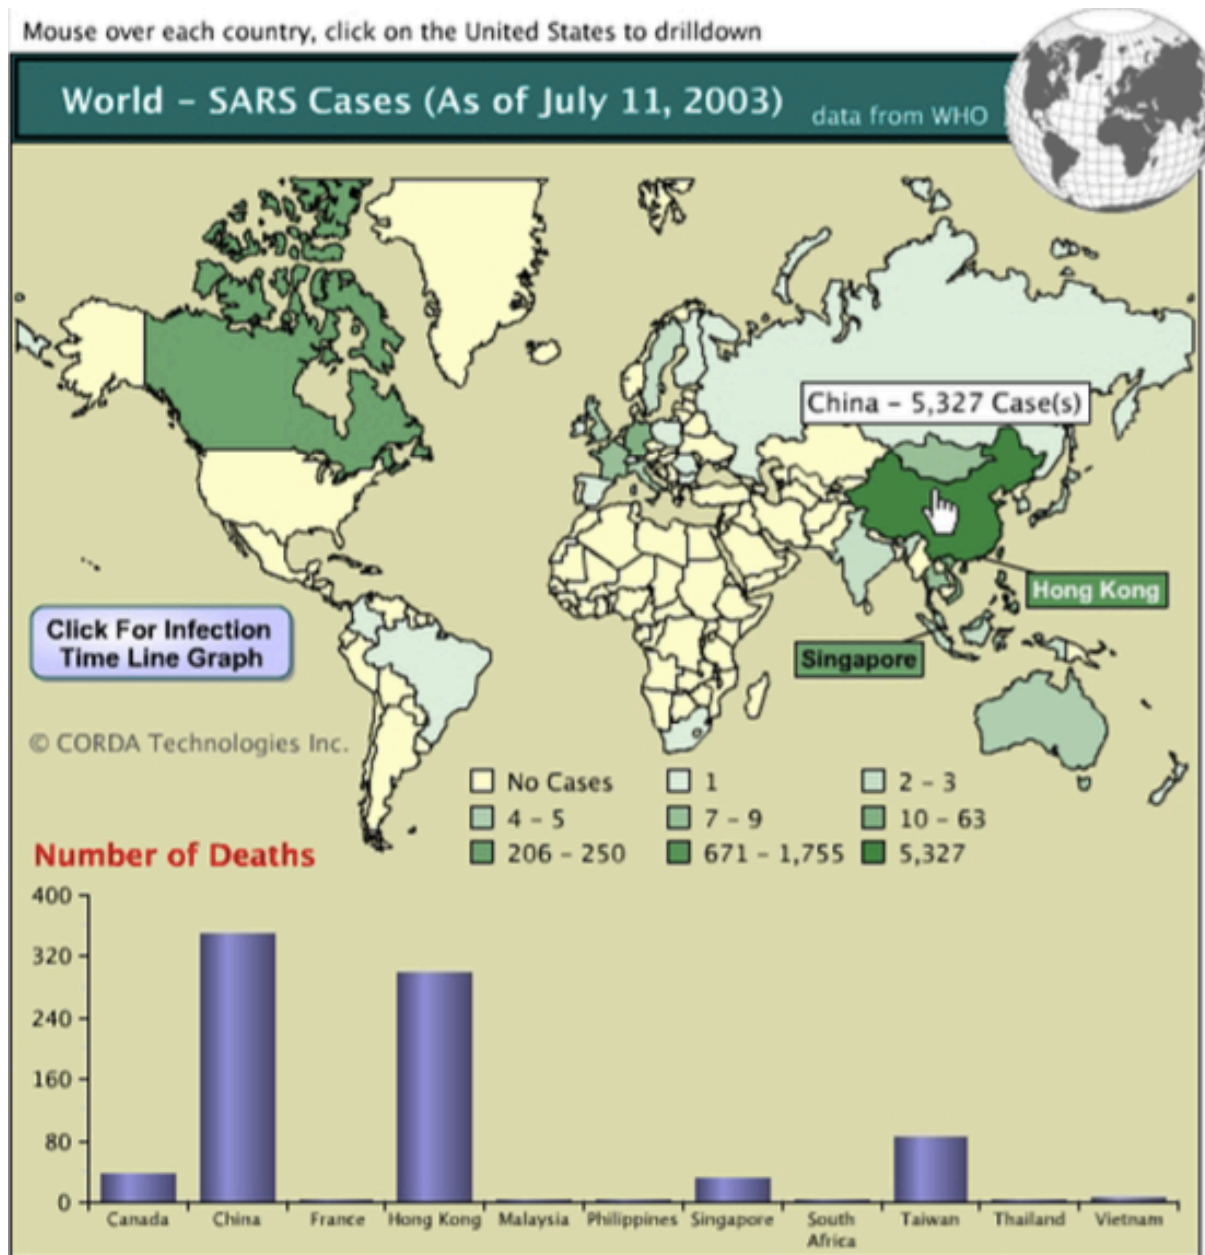 Mouse over each country, click on the United States to drilldown
World – SARS Cases (As of July 11, 2003) data from WHO
China – 5,327 Case(s)
Hong Kong
Singapore
Click For Infection
Time Line Graph
© CORDA Technologies Inc.
No Cases 1 2 – 3
4 – 5 7 – 9 10 – 63
206 – 250 671 – 1,755 5,327
Number of Deaths
400
320
240
160
80
0
Canada China France Hong Kong Malaysia Philippines Singapore South Africa Taiwan Thailand Vietnam